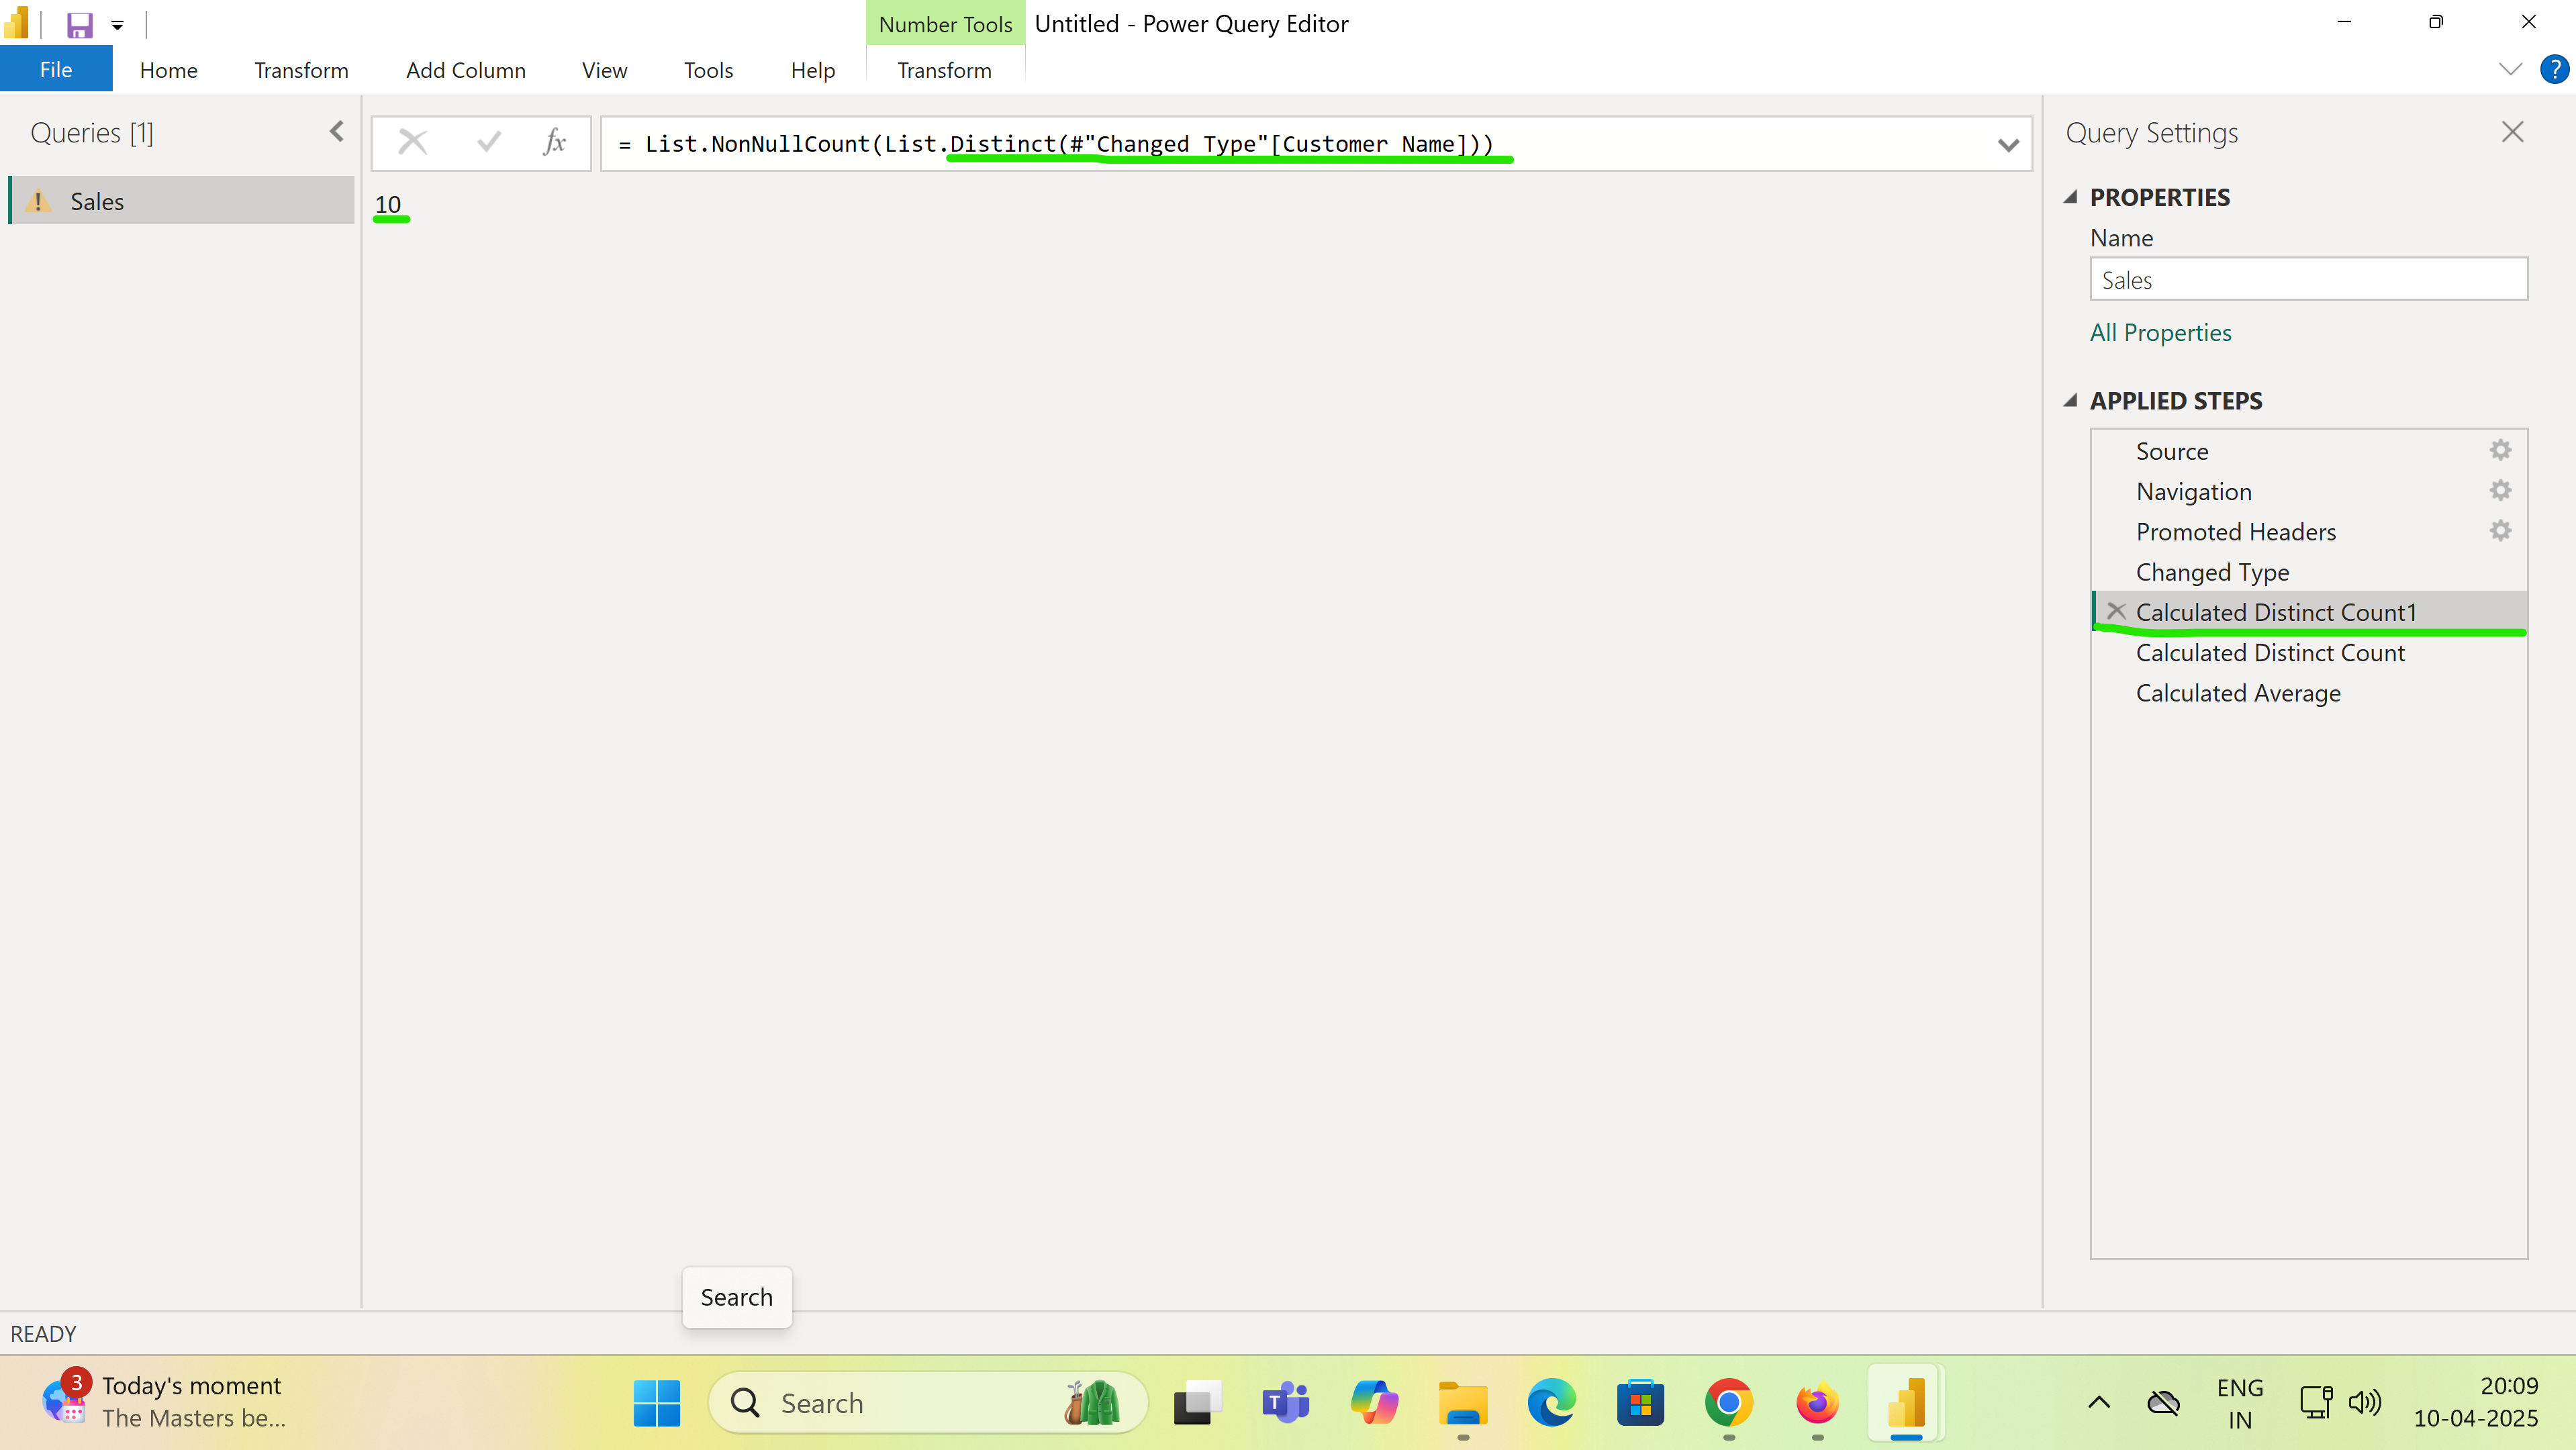 Number Tools
Untitled - Power Query Editor
File
Home
Transform
Add Column
View
Tools
Help
Transform
?
Queries [1]
Sales
fx
= List.NonNullCount(List.Distinct(#"Changed Type"[Customer Name]))
10
Query Settings
PROPERTIES
Name
Sales
All Properties
APPLIED STEPS
Source
Navigation
Promoted Headers
Changed Type
Calculated Distinct Count1
Calculated Distinct Count
Calculated Average
Search
READY
3
Today's moment
The Masters be...
Search
T
ENG
IN
20:09
10-04-2025